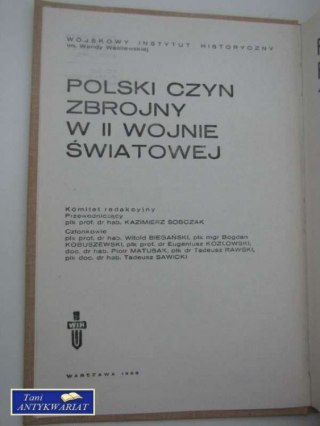 WOJSKOWY INSTYTUT HISTORYCZNY
im. Wandy Wasilewskiej
POLSKI CZYN
ZBROJNY
W II WOJNIE
ŚWIATOWEJ
Komitet redakcyjny
Przewodniczący
płk prof. dr hab. KAZIMIERZ SOBCZAK
Członkowie
płk prof. dr hab. Witold BIEGAŃSKI, płk mgr Bogdan
KOBUSZEWSKI, płk prof. dr Eugeniusz KOZŁOWSKI,
doc. dr hab. Piotr MATUSAK, płk dr Tadeusz RAWSKI,
płk doc. dr hab. Tadeusz SAWICKI
WIH
WARSZAWA
Tani
ANTYKWARIAT